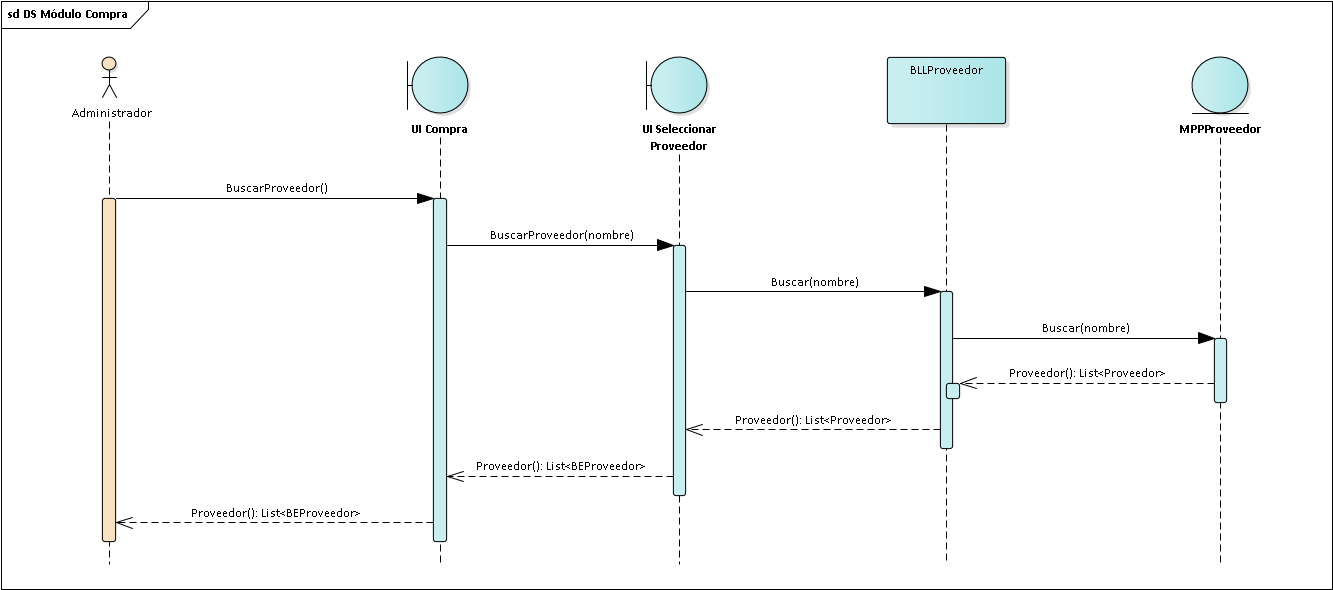 sd DS Módulo Compra
Administrador
UI Compra
UI Seleccionar
Proveedor
BLLProveedor
MPPProveedor
BuscarProveedor()
BuscarProveedor(nombre)
Buscar(nombre)
Buscar(nombre)
Proveedor(): List<Proveedor>
Proveedor(): List<Proveedor>
Proveedor(): List<BEProveedor>
Proveedor(): List<BEProveedor>